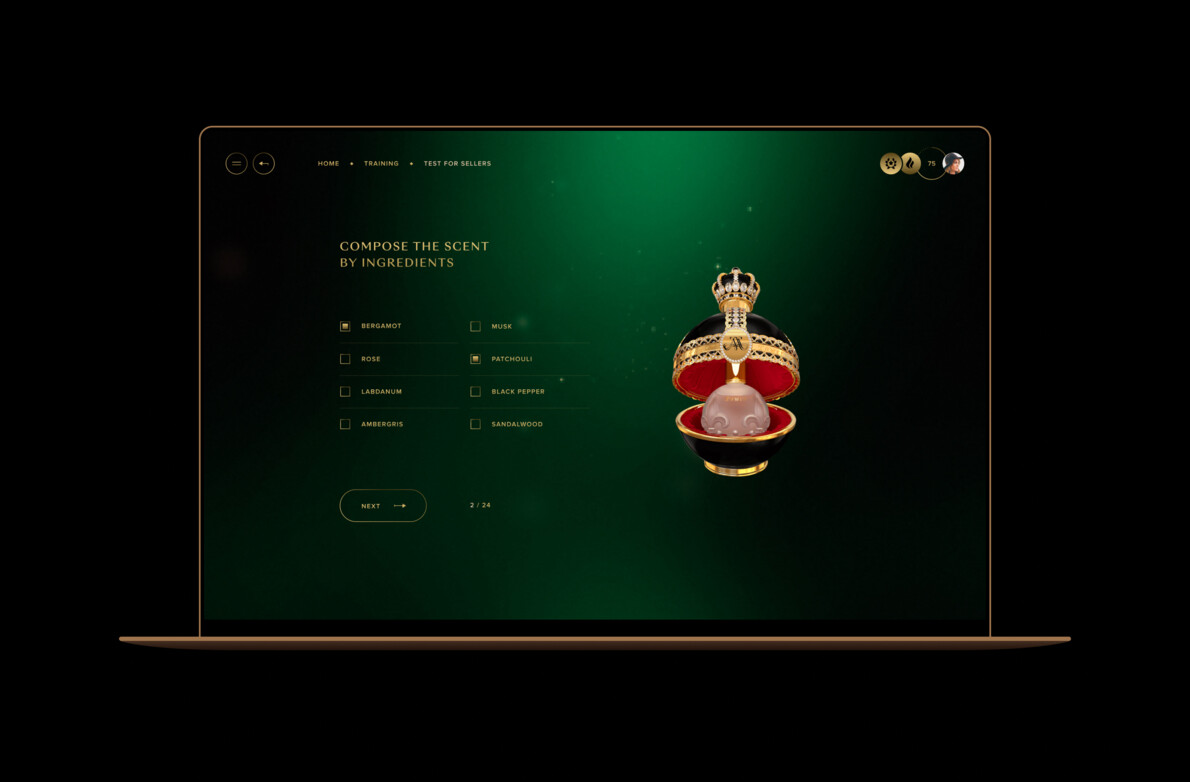 HOME TRAINING TEST FOR SELLERS
75
COMPOSE THE SCENT
BY INGREDIENTS
BERGAMOT MUSK
ROSE PATCHOULI
LABDANUM BLACK PEPPER
AMBERGRIS SANDALWOOD
NEXT 2 / 24